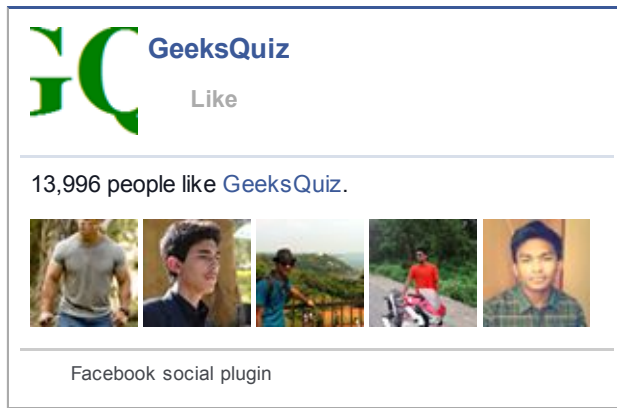 GQ
GeeksQuiz
Like
13,996 people like GeeksQuiz.
Facebook social plugin